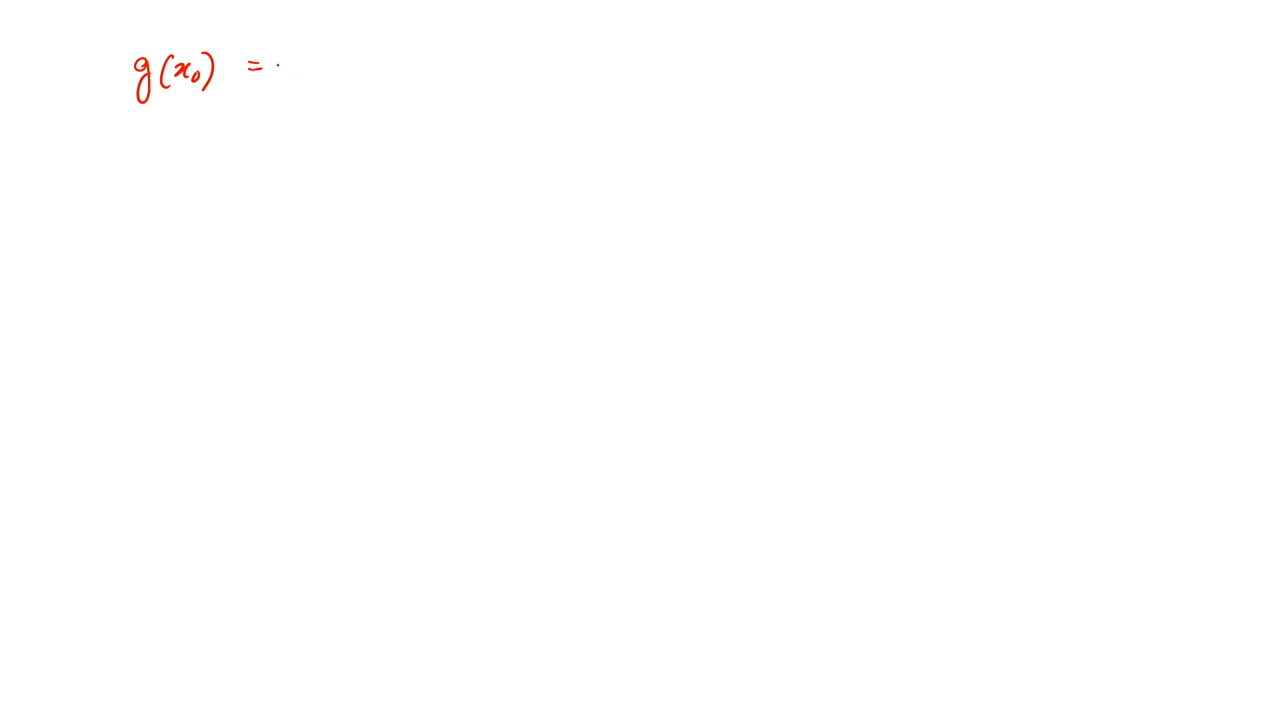 g(x₀) =